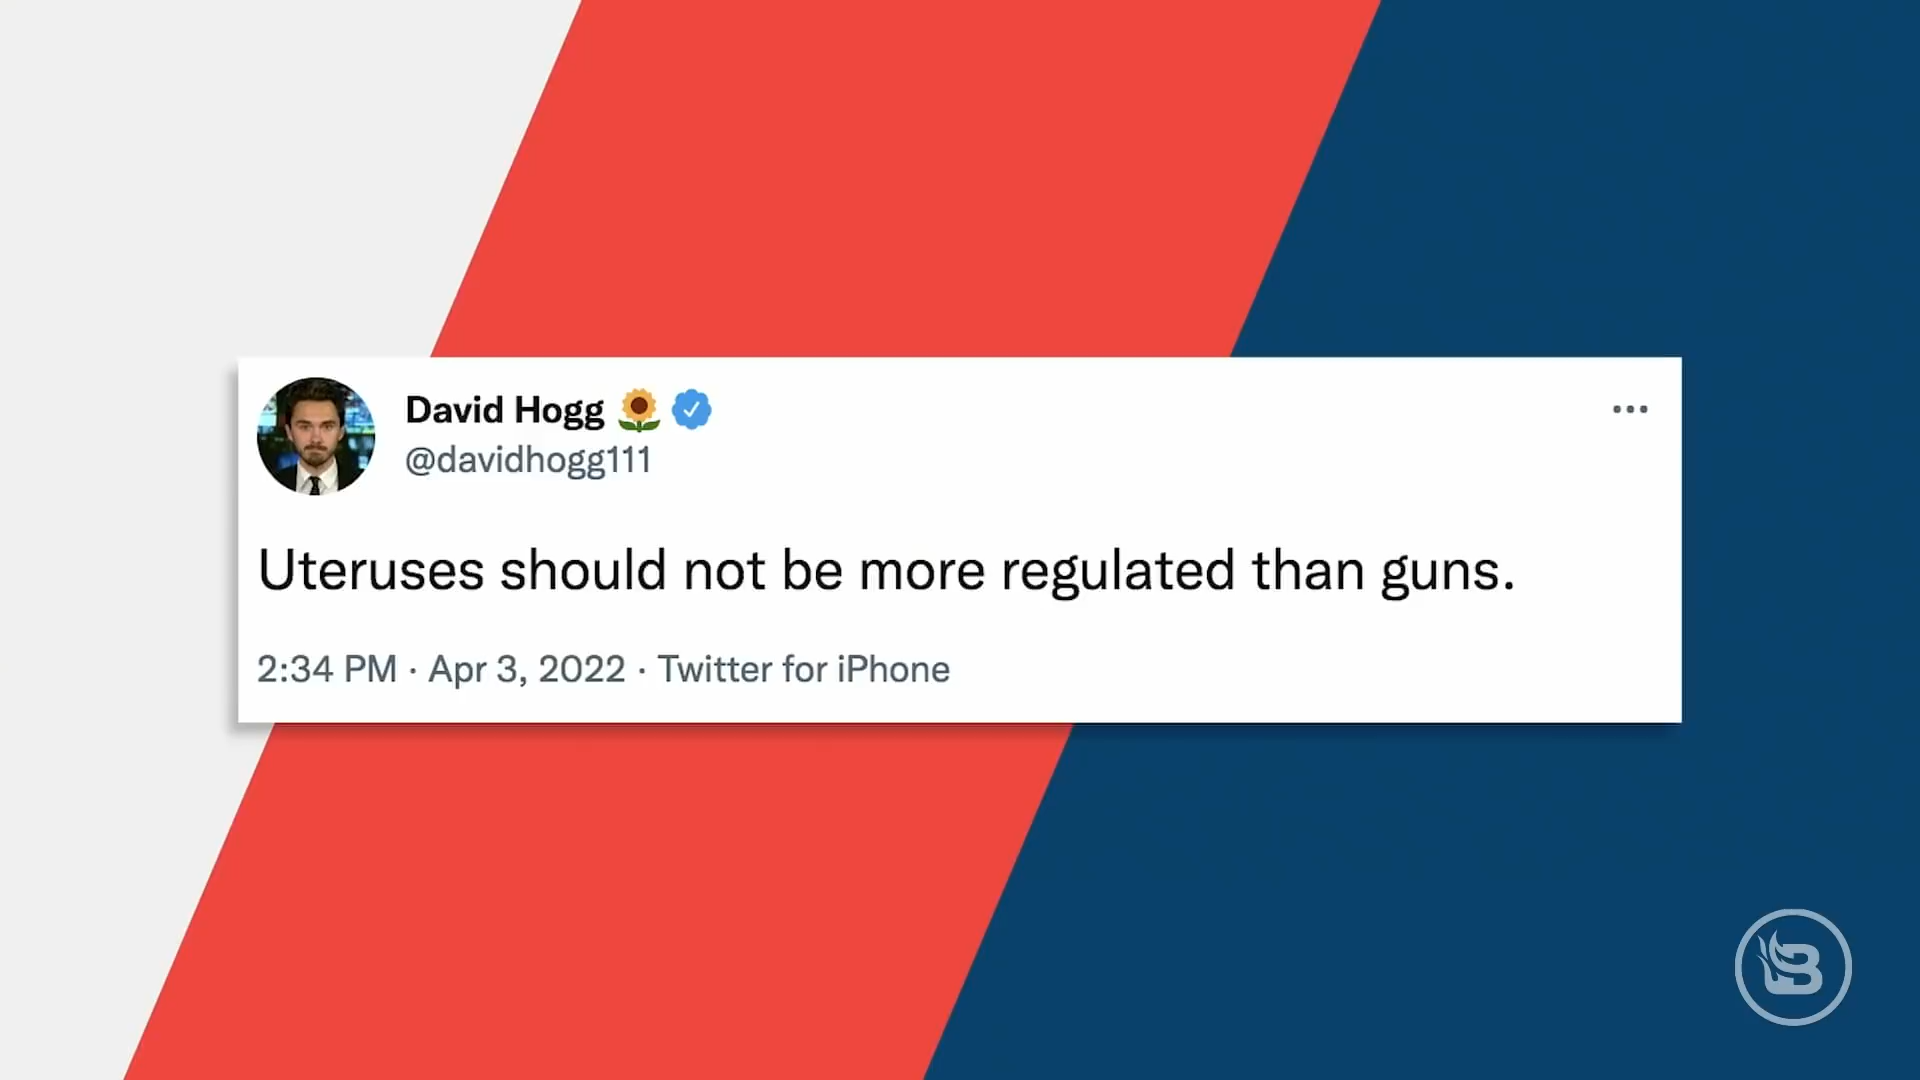 David Hogg 🌻
@davidhogg111
Uteruses should not be more regulated than guns.
2:34 PM · Apr 3, 2022 · Twitter for iPhone
B